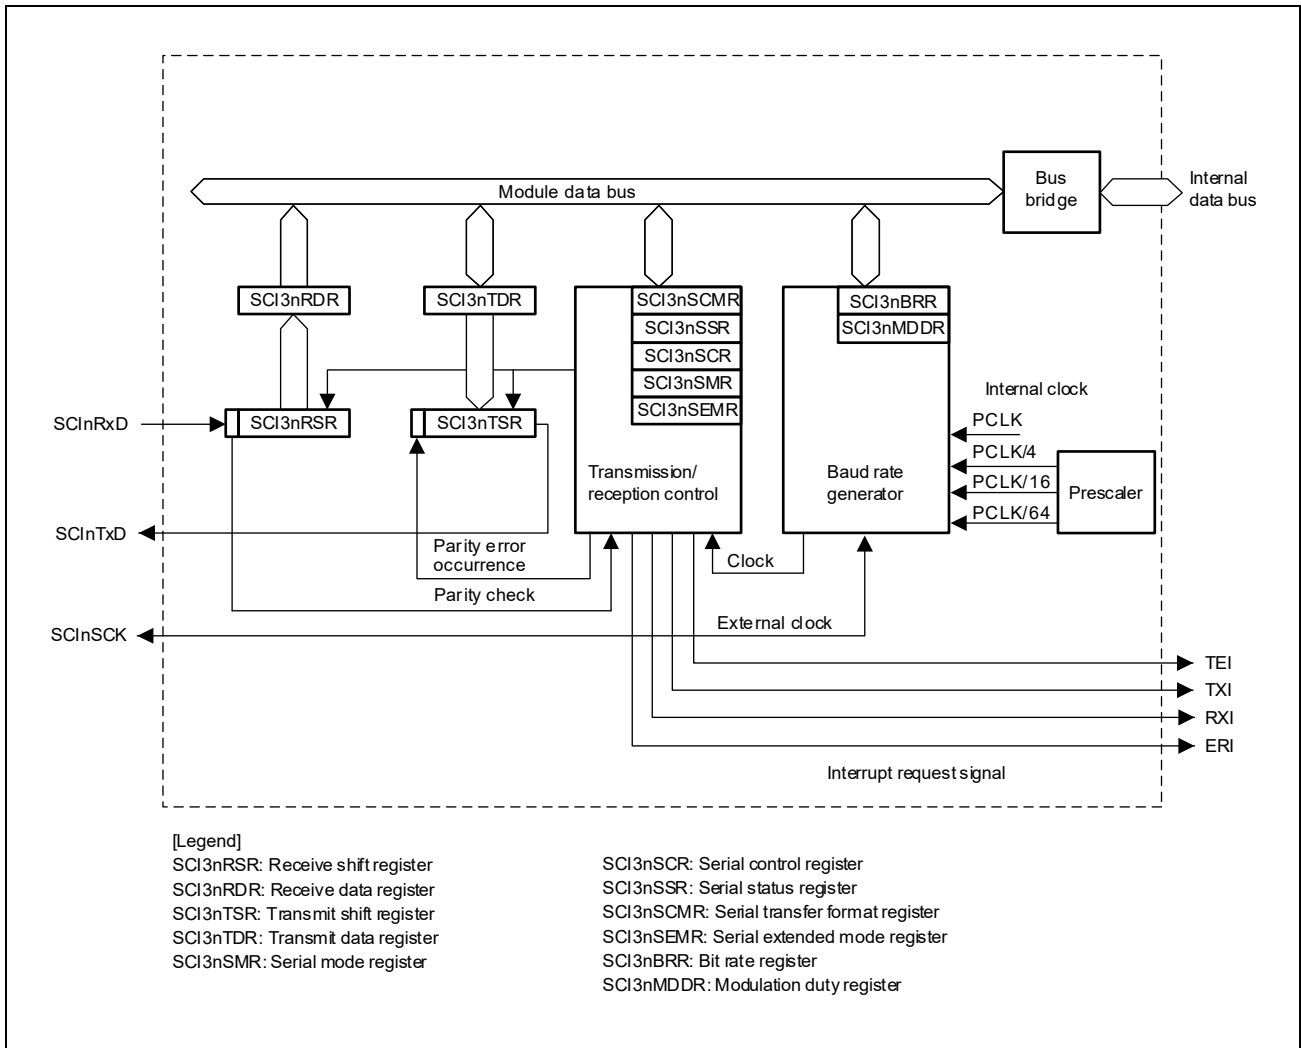 Module data bus
Bus
bridge
Internal
data bus
SCI3nRDR
SCI3nTDR
SCI3nSCMR
SCI3nSSR
SCI3nSCR
SCI3nSMR
SCI3nSEMR
SCI3nBRR
SCI3nMDDR
Internal clock
SCInRxD
SCI3nRSR
SCI3nTSR
PCLK
PCLK/4
PCLK/16
PCLK/64
Prescaler
Transmission/
reception control
Baud rate
generator
SCInTxD
Parity error
occurrence
Clock
Parity check
External clock
SCInSCK
TEI
TXI
RXI
ERI
Interrupt request signal
[Legend]
SCI3nRSR: Receive shift register
SCI3nRDR: Receive data register
SCI3nTSR: Transmit shift register
SCI3nTDR: Transmit data register
SCI3nSMR: Serial mode register
SCI3nSCR: Serial control register
SCI3nSSR: Serial status register
SCI3nSCMR: Serial transfer format register
SCI3nSEMR: Serial extended mode register
SCI3nBRR: Bit rate register
SCI3nMDDR: Modulation duty register